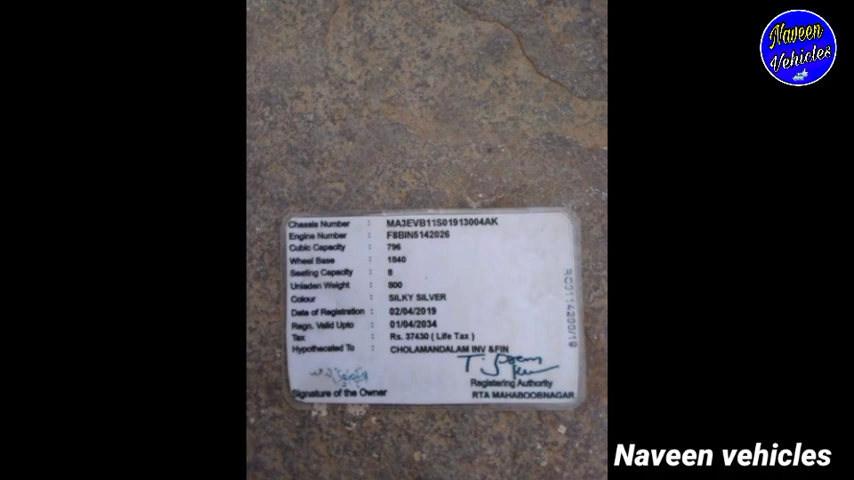 Naveen
Vehicles
Chassis Number : MA3EVB11S01913004AK
Engine Number : F8BIN5142026
Cubic Capacity : 796
Wheel Base : 1840
Seating Capacity : 8
Unladen Weight : 800
Colour : SILKY SILVER
Date of Registration : 02/04/2019
Regn. Valid Upto : 01/04/2034
Tax : Rs. 37430 ( Life Tax )
Hypothecated To : CHOLAMANDALAM INV &FIN
Registering Authority
Signature of the Owner
RTA MAHABOOBNAGAR
Naveen vehicles